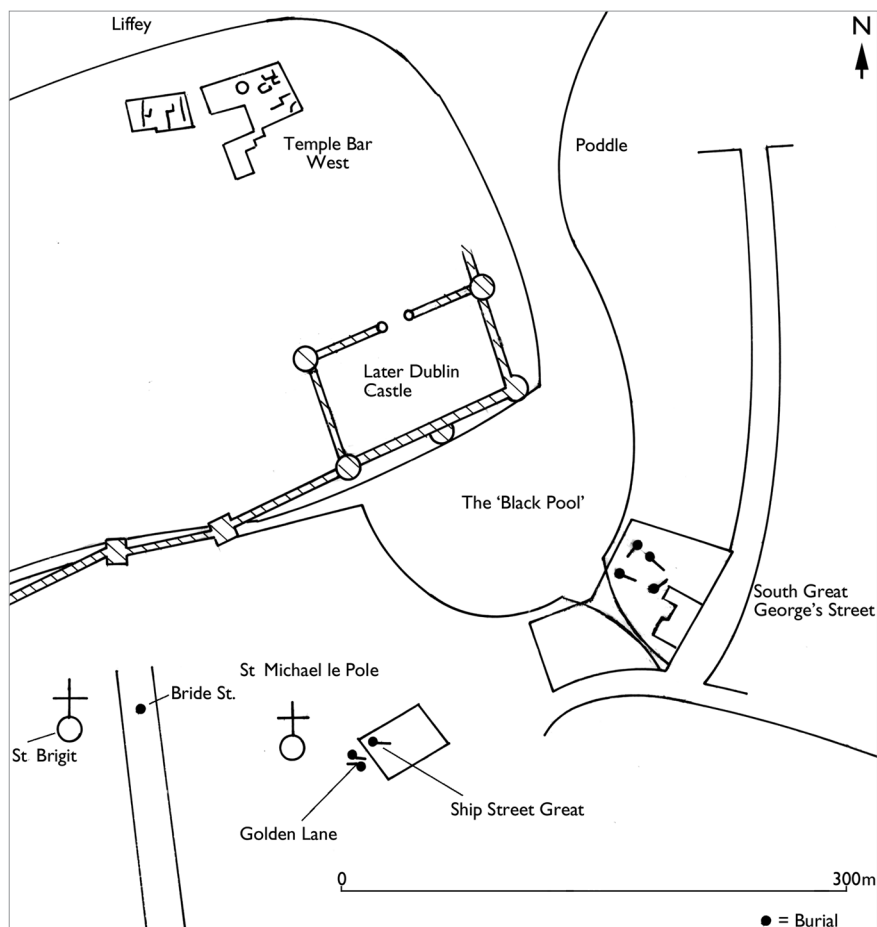 Liffey
N
Temple Bar
West
Poddle
Later Dublin
Castle
The ‘Black Pool’
South Great
George’s Street
St Michael le Pole
Bride St.
St Brigit
Ship Street Great
Golden Lane
0
300m
= Burial